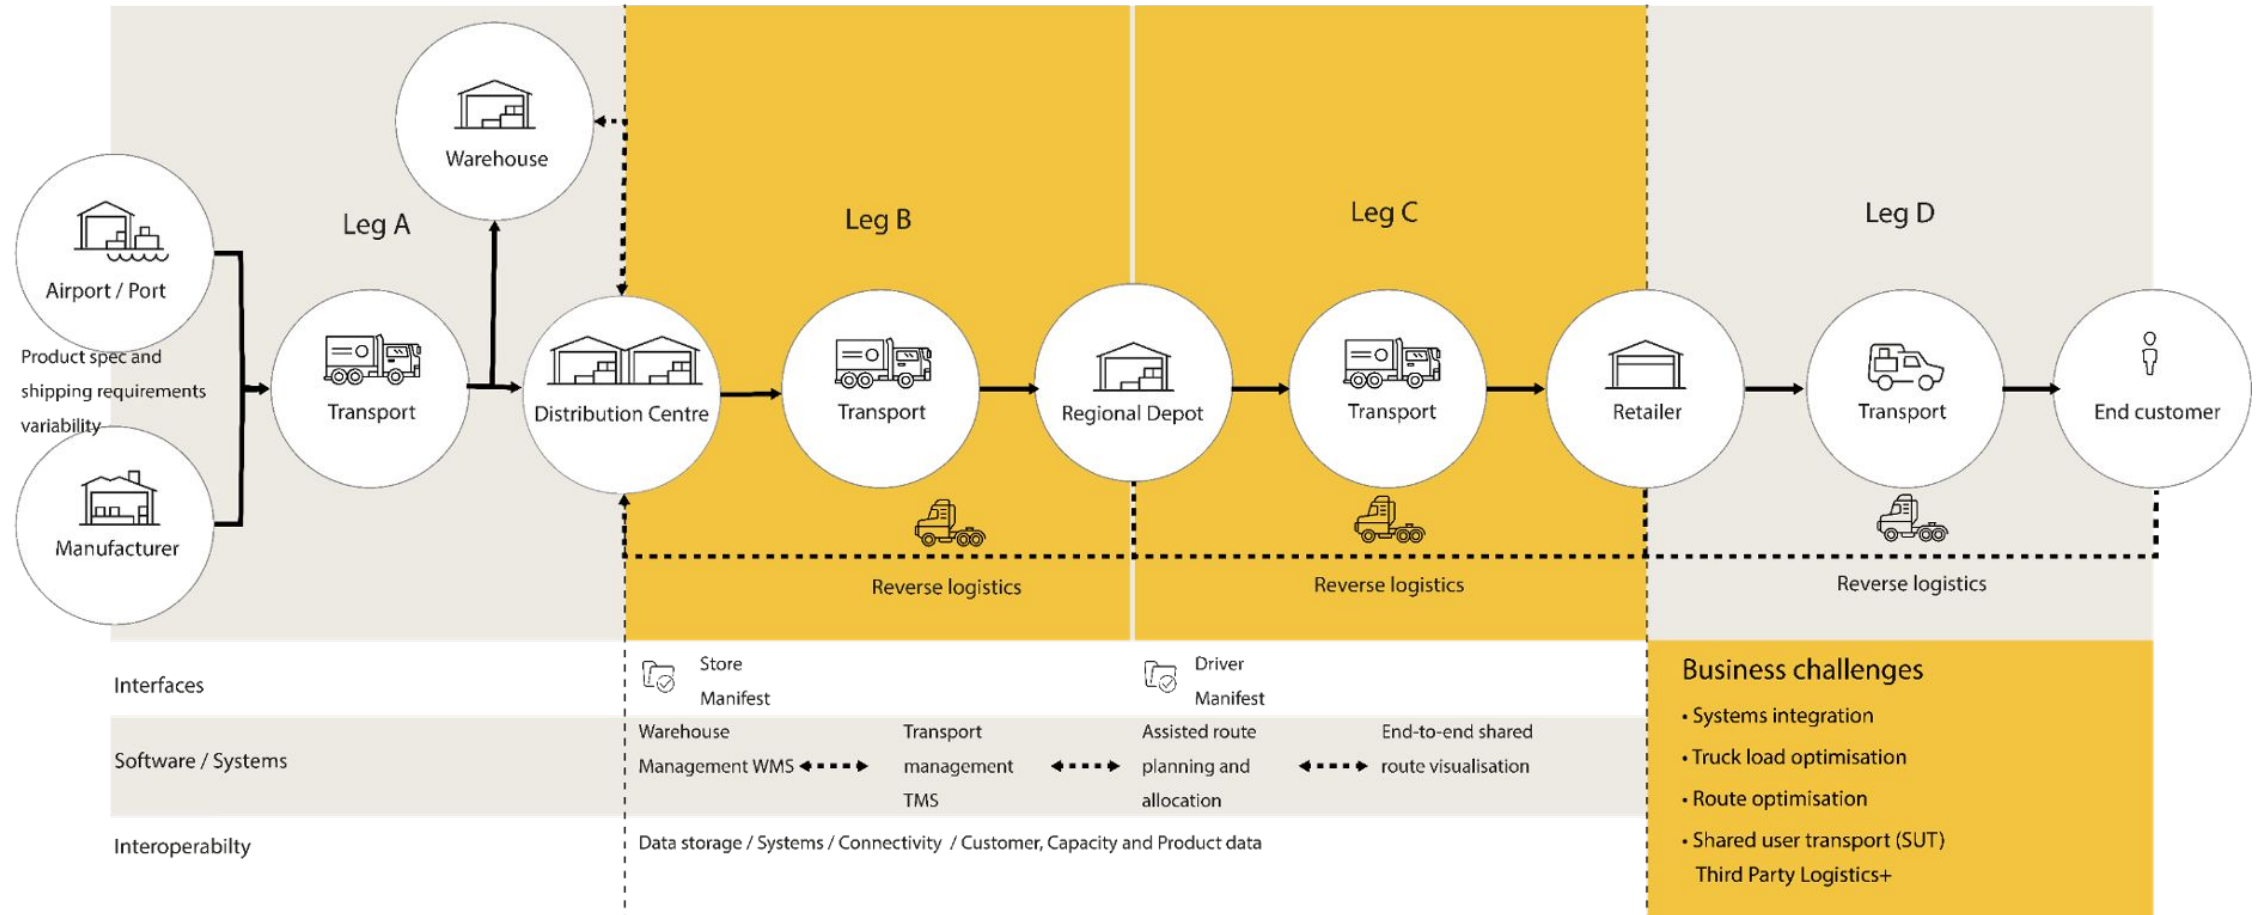 Warehouse
Leg A
Leg B
Leg C
Leg D
Airport / Port
Product spec and
shipping requirements
variability
Manufacturer
Transport
Distribution Centre
Transport
Regional Depot
Transport
Retailer
Transport
End customer
Reverse logistics
Reverse logistics
Reverse logistics
Interfaces
Store
Manifest
Driver
Manifest
Software / Systems
Warehouse
Management WMS
Transport
management
TMS
Assisted route
planning and
allocation
End-to-end shared
route visualisation
Interoperabilty
Data storage / Systems / Connectivity / Customer, Capacity and Product data
Business challenges
• Systems integration
• Truck load optimisation
• Route optimisation
• Shared user transport (SUT)
Third Party Logistics+